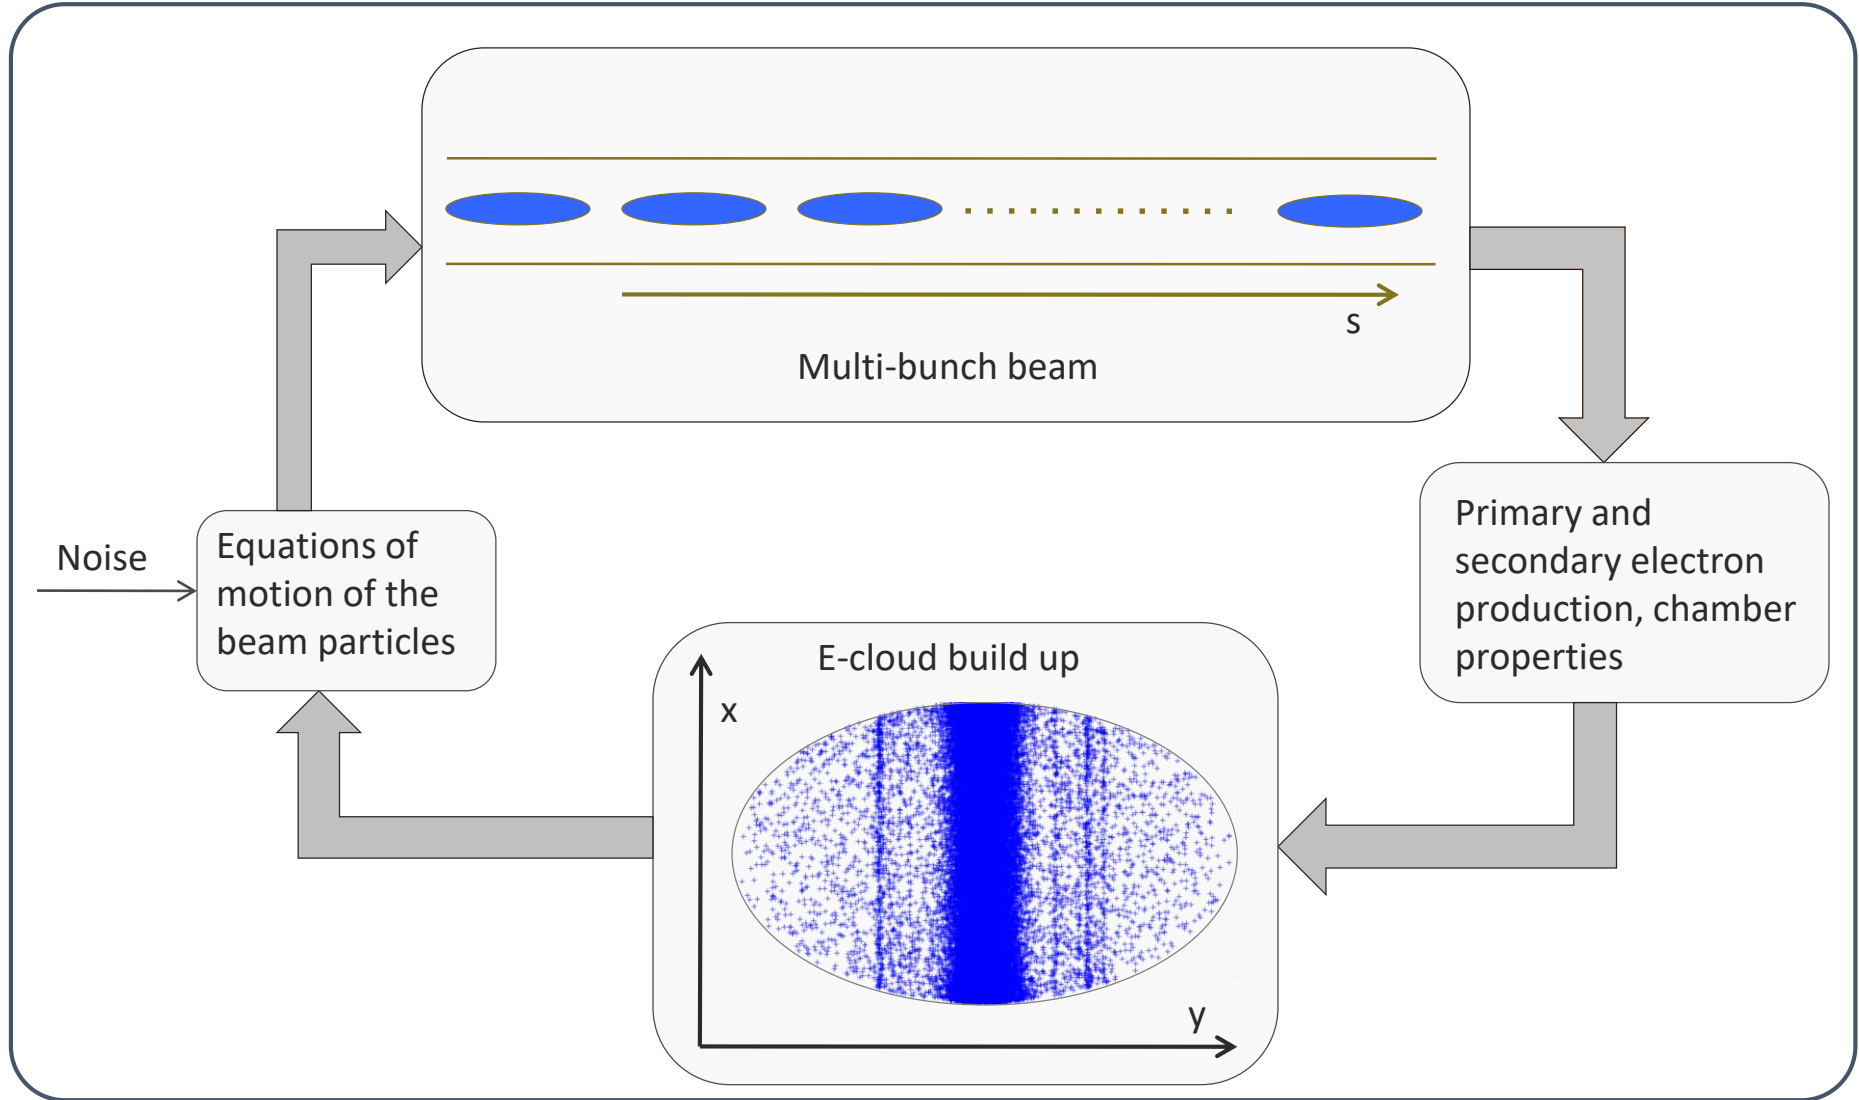 s
Multi-bunch beam
Noise
Equations of
motion of the
beam particles
Primary and
secondary electron
production, chamber
properties
E-cloud build up
x
y